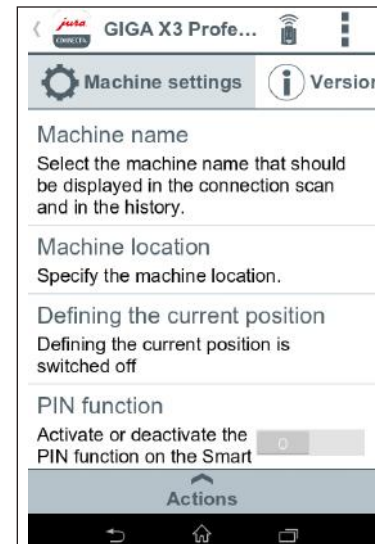 jura
CONNECTOR
GIGA X3 Profe...
Machine settings
i Version
Machine name
Select the machine name that should
be displayed in the connection scan
and in the history.
Machine location
Specify the machine location.
Defining the current position
Defining the current position is
switched off
PIN function
Activate or deactivate the
PIN function on the Smart
0
Actions